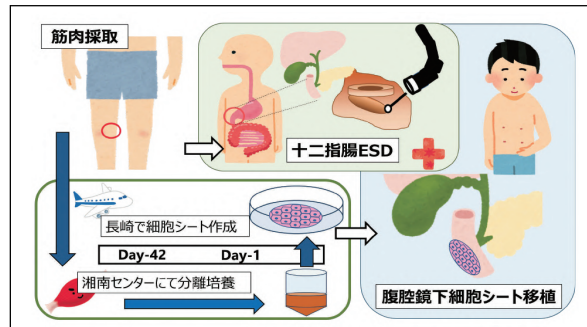 筋肉採取
十二指腸ESD
長崎で細胞シート作成
Day-42 Day-1
湘南センターにて分離培養
腹腔鏡下細胞シート移植